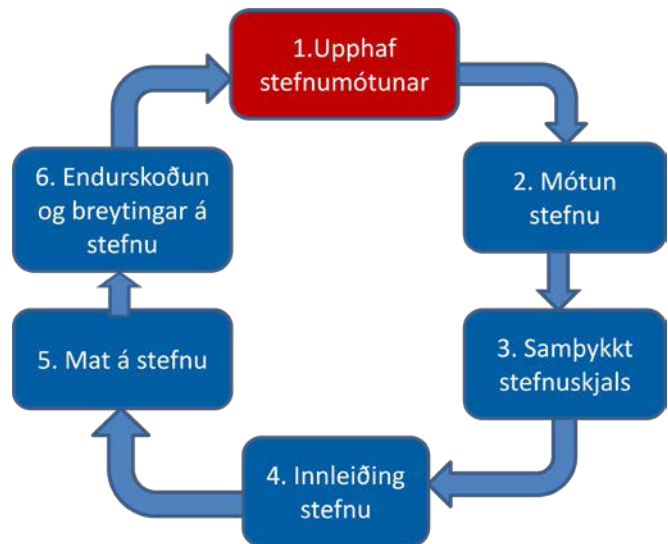 1.Upphaf
stefnumótunar
2. Mótun
stefnu
3. Samþykkt
stefnuskjals
4. Innleiðing
stefnu
5. Mat á stefnu
6. Endurskoðun
og breytingar á
stefnu